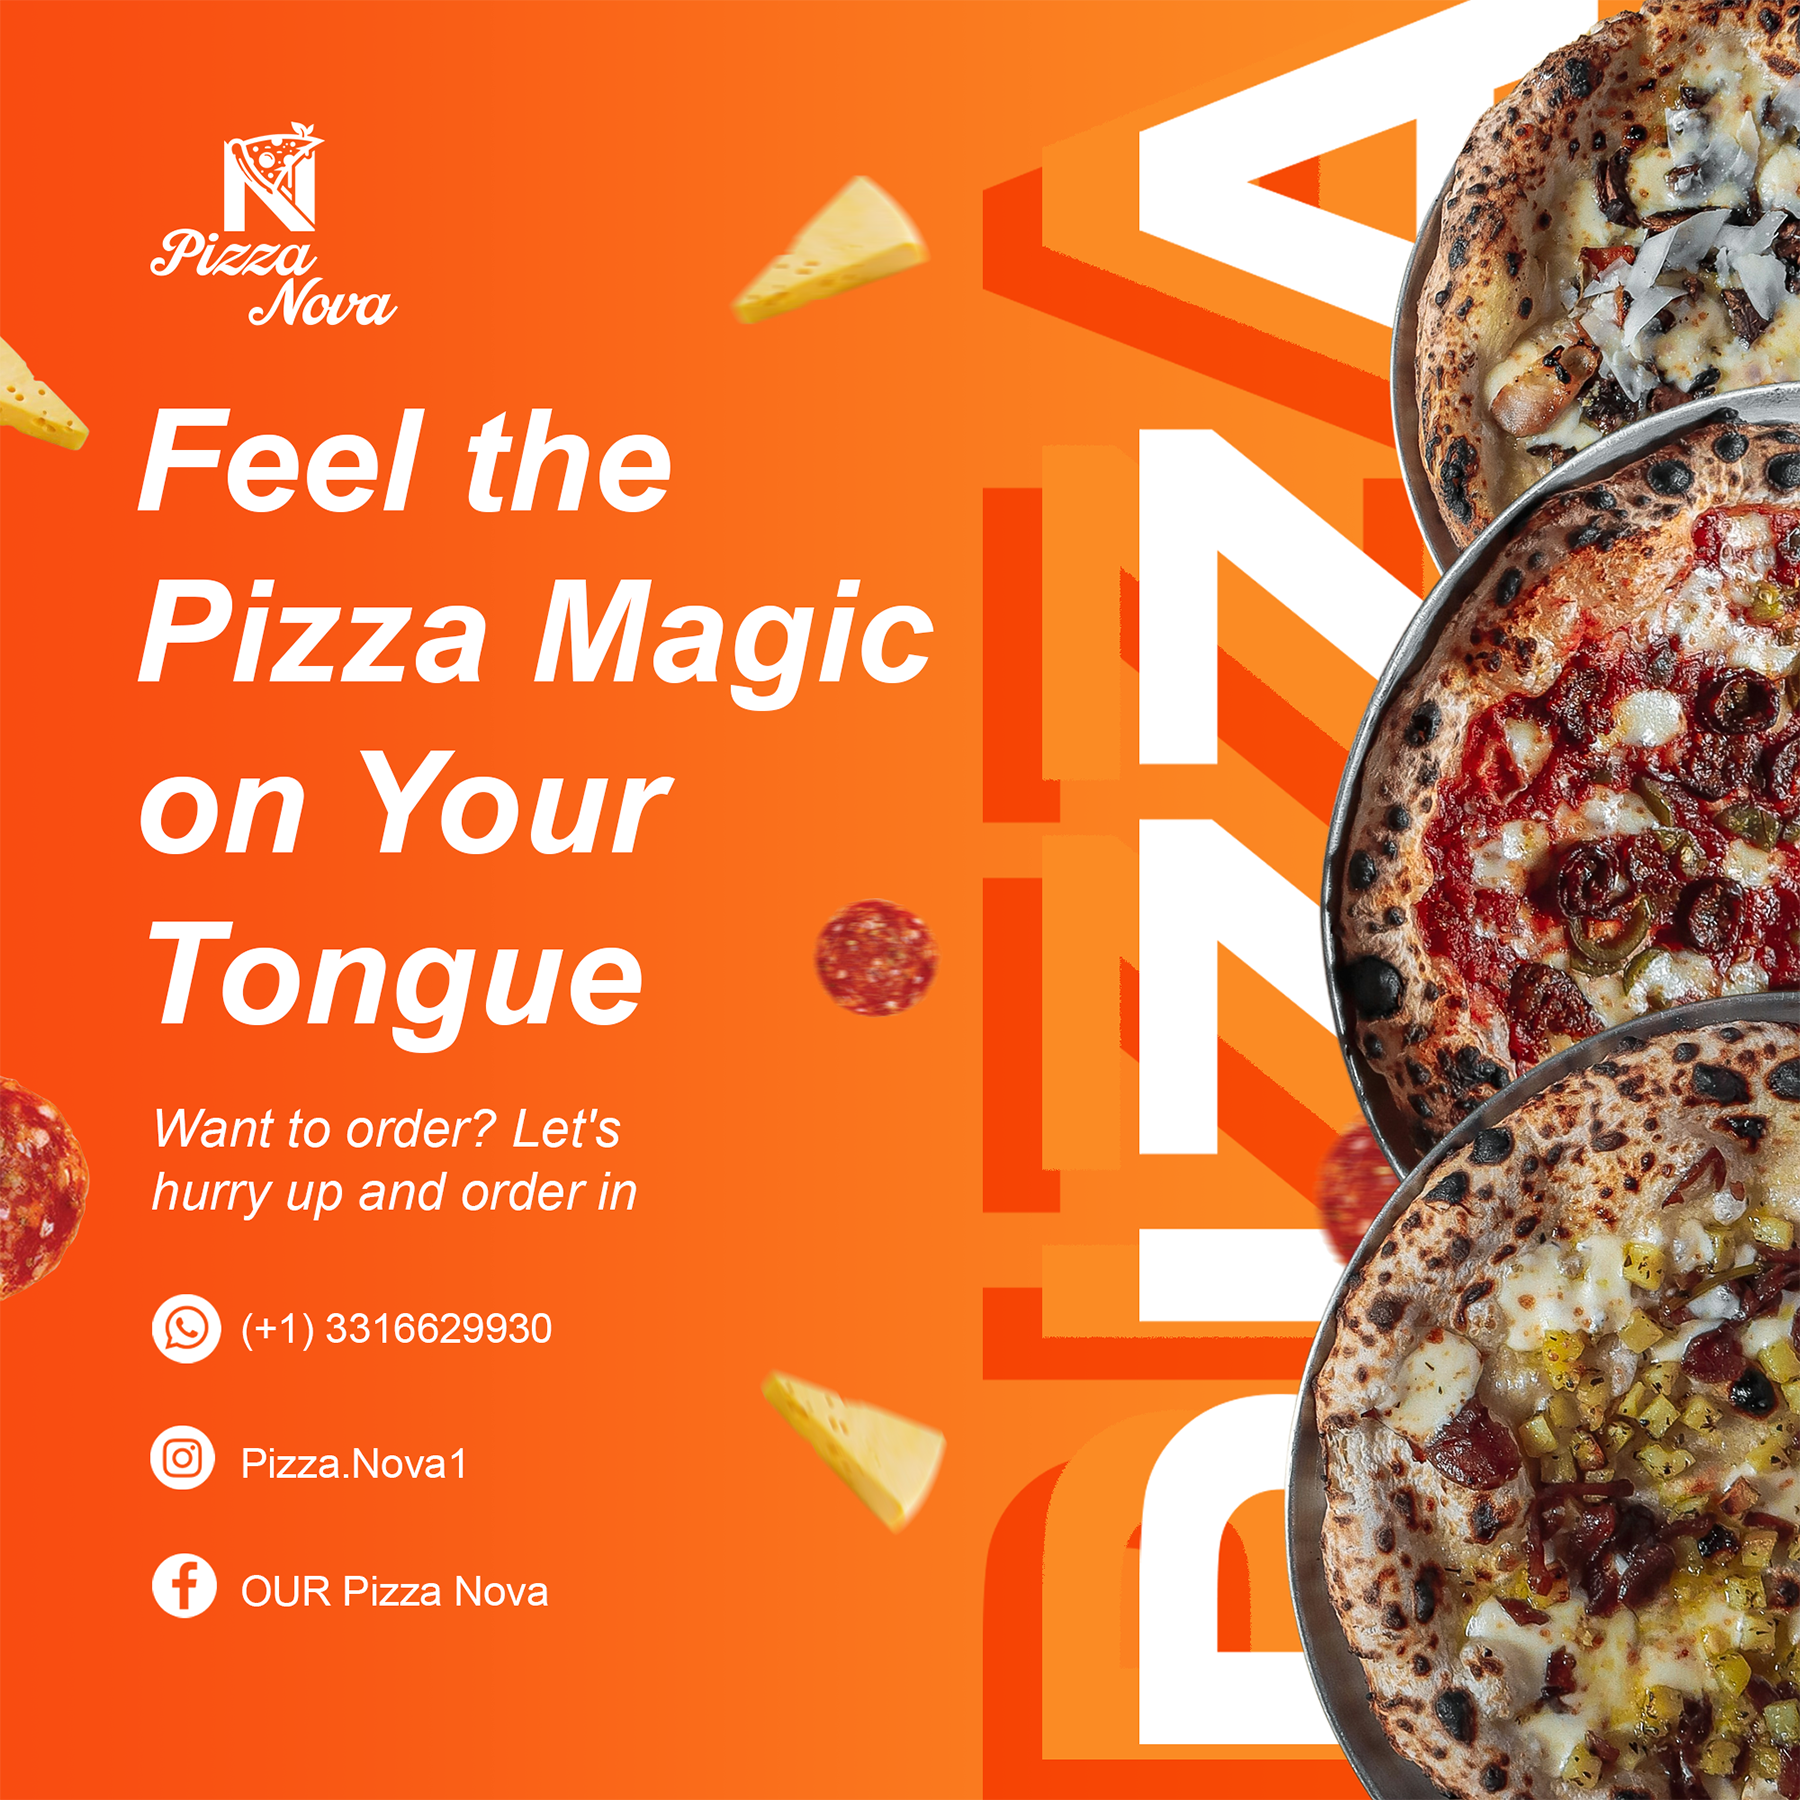 N
Pizza
Nova
Feel the
Pizza Magic
on Your
Tongue
Want to order? Let's
hurry up and order in
(+1) 3316629930
Pizza.Nova1
OUR Pizza Nova
PIZZA